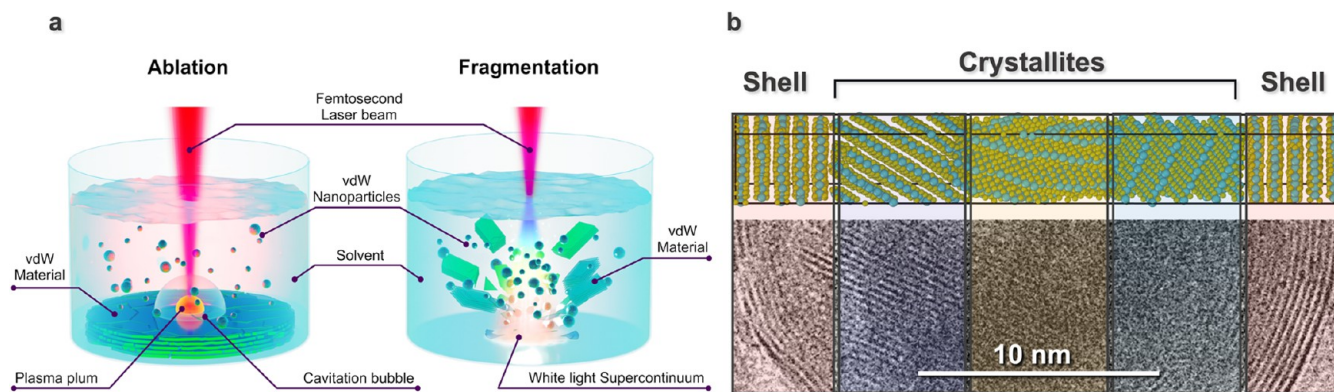 a
Ablation
Fragmentation
Femtosecond
Laser beam
vdW
Nanoparticles
vdW
Material
Solvent
vdW
Material
Plasma plum
Cavitation bubble
White light Supercontinuum
b
Crystallites
Shell
Shell
10 nm